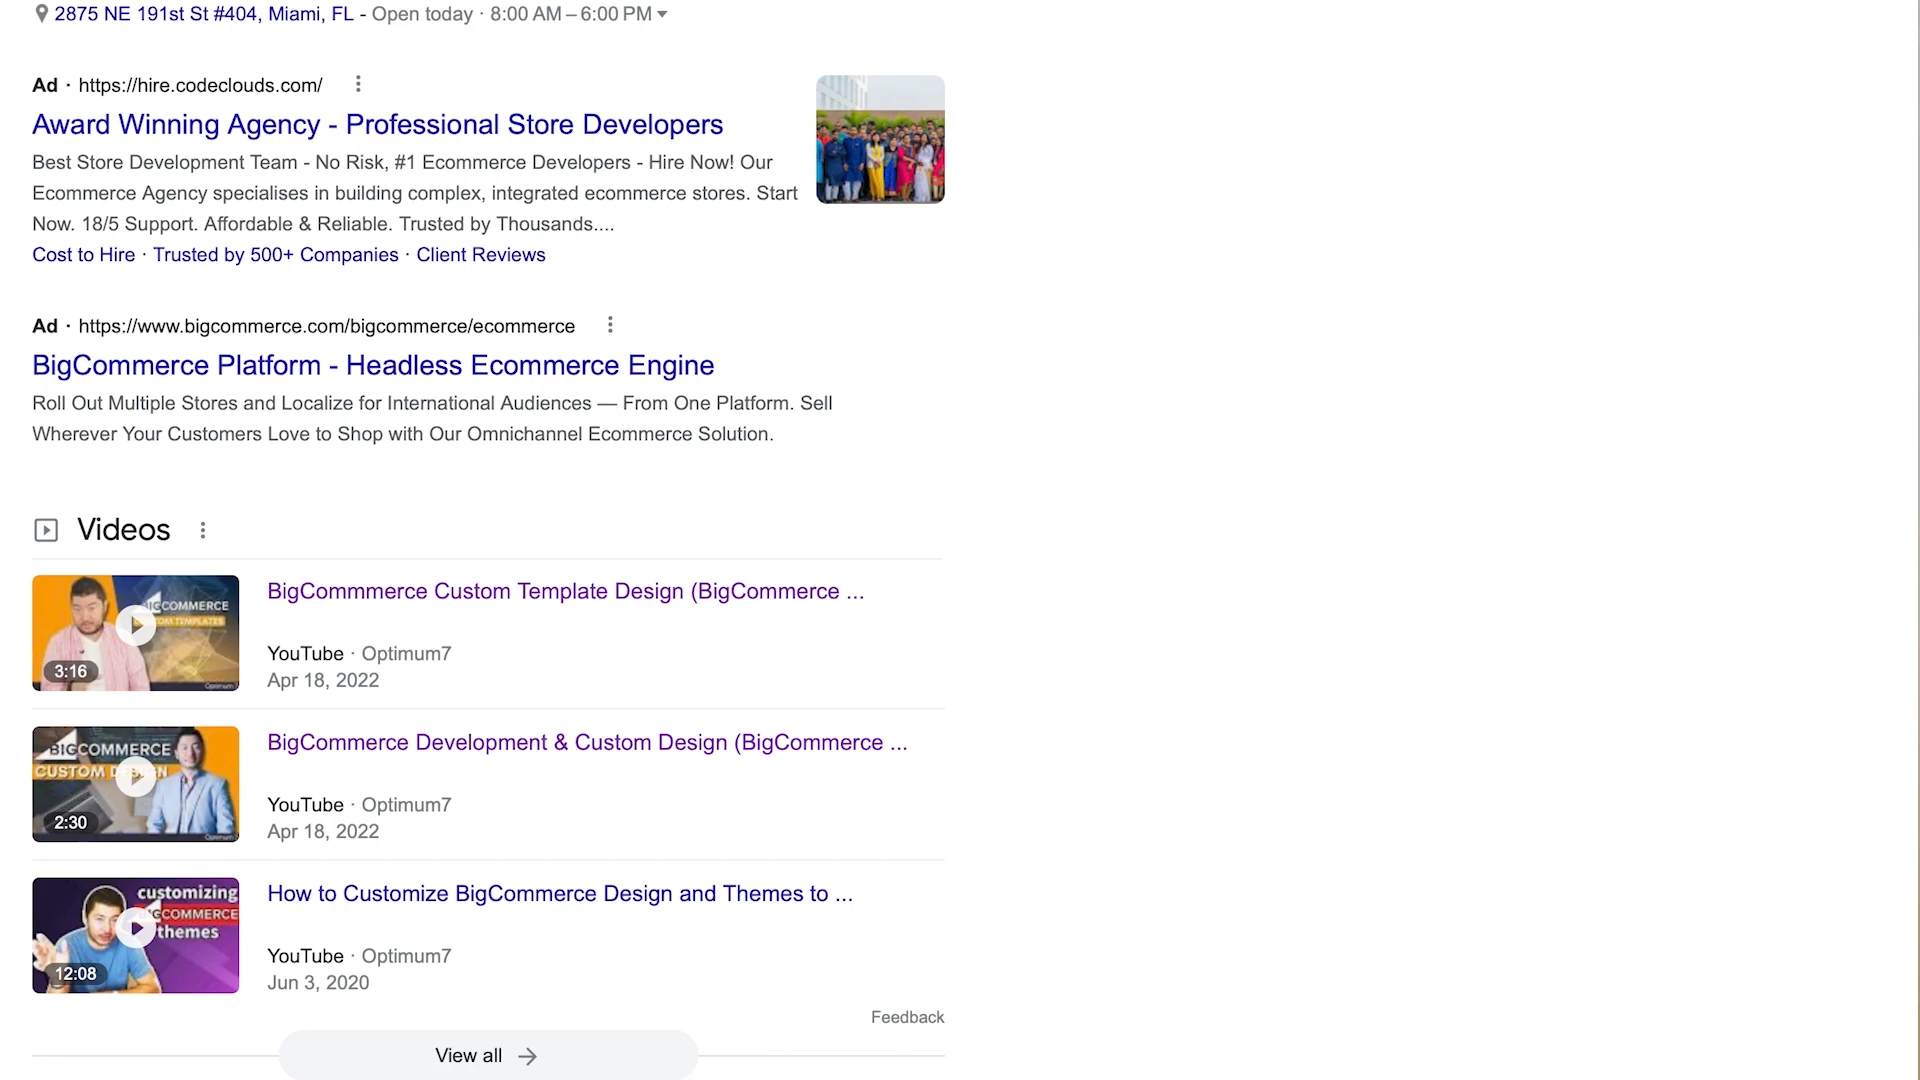 2875 NE 191st St #404, Miami, FL - Open today · 8:00 AM – 6:00 PM
Ad · https://hire.codeclouds.com/
Award Winning Agency - Professional Store Developers
Best Store Development Team - No Risk, #1 Ecommerce Developers - Hire Now! Our
Ecommerce Agency specialises in building complex, integrated ecommerce stores. Start
Now. 18/5 Support. Affordable & Reliable. Trusted by Thousands....
Cost to Hire · Trusted by 500+ Companies · Client Reviews
Ad · https://www.bigcommerce.com/bigcommerce/ecommerce
BigCommerce Platform - Headless Ecommerce Engine
Roll Out Multiple Stores and Localize for International Audiences — From One Platform. Sell
Wherever Your Customers Love to Shop with Our Omnichannel Ecommerce Solution.
Videos
BigCommmerce Custom Template Design (BigCommerce ...
YouTube · Optimum7
Apr 18, 2022
3:16
BigCommerce Development & Custom Design (BigCommerce ...
BIGCOMMERCE
YouTube · Optimum7
Apr 18, 2022
2:30
How to Customize BigCommerce Design and Themes to ...
customizing
themes
YouTube · Optimum7
Jun 3, 2020
12:08
Feedback
View all